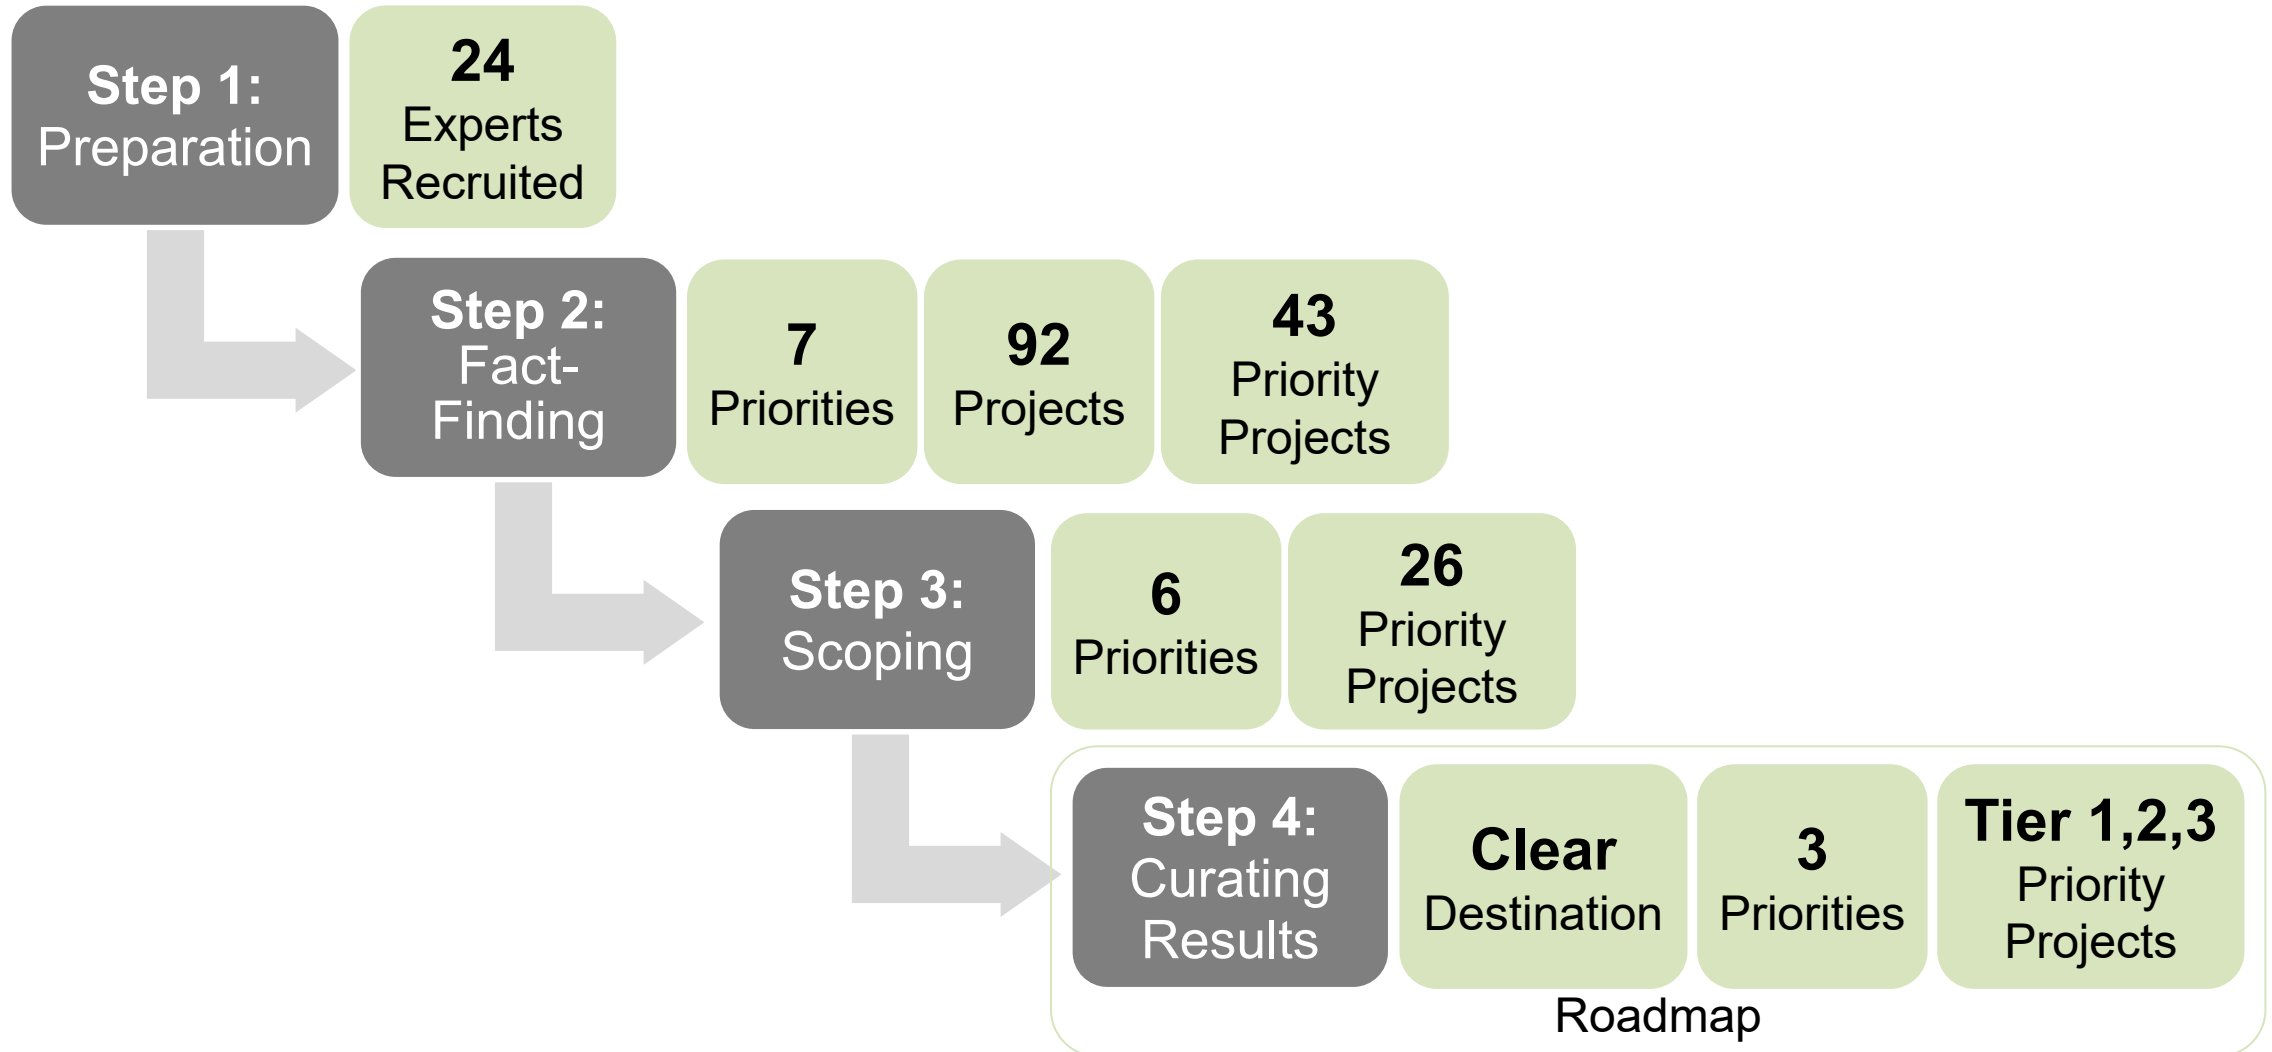 Step 1:
Preparation
24
Experts
Recruited
Step 2:
Fact-
Finding
7
Priorities
92
Projects
43
Priority
Projects
Step 3:
Scoping
6
Priorities
26
Priority
Projects
Step 4:
Curating
Results
Clear
Destination
3
Priorities
Tier 1,2,3
Priority
Projects
Roadmap